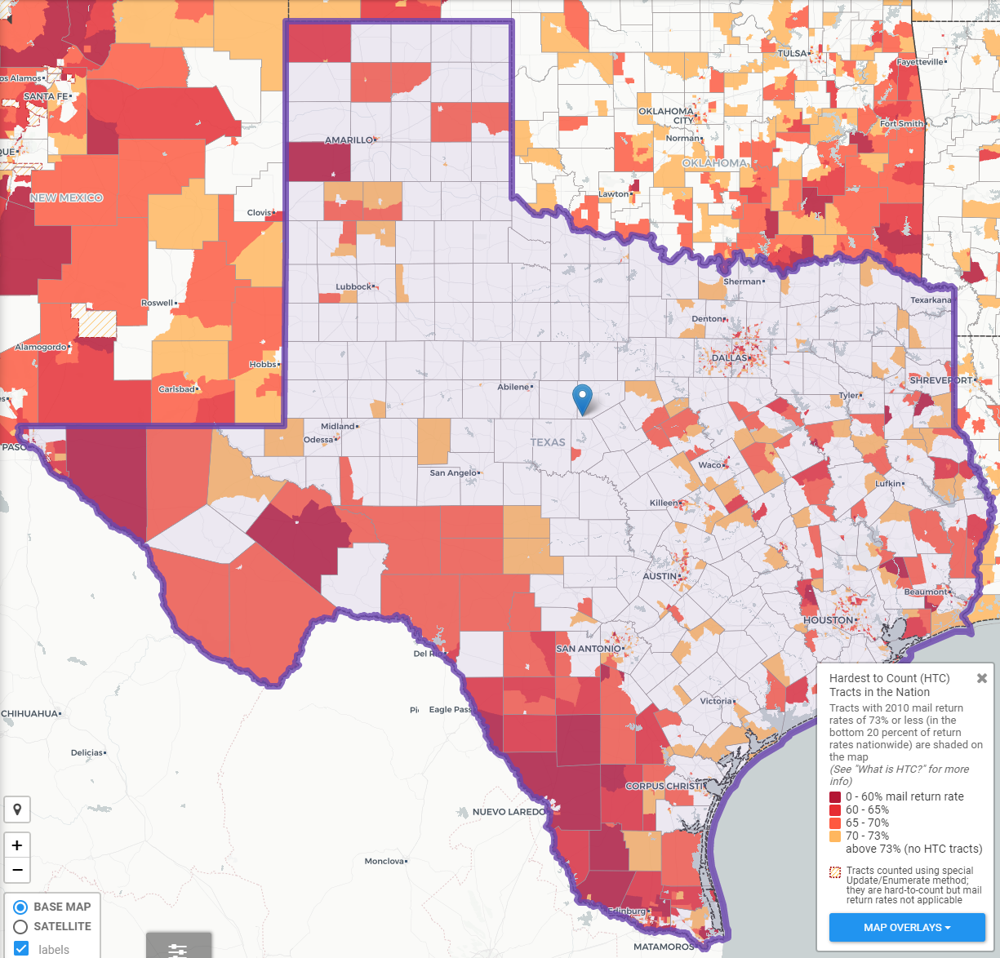 TULSA
Fayetteville
os Alamos
SANTA FE
OKLAHOMA
CITY
Fort Smith
AMARILLO
Norman
QUE
OKLAHOMA
Lawton
NEW MEXICO
Clovis
Sherman
Lubbock
Texarkana
Roswell
Denton
Alamogordo
DALLAS
Hobbs
SHREVEPORT
Carlsbad
Abilene
Tyler
es
Midland
Odessa
TEXAS
PASO
Waco
San Angelo
Lufkin
Killeen
AUSTIN
Beaumont
HOUSTON
SAN ANTONIO
Del Rio
Victoria
Pi
Eagle Pass
CHIHUAHUA
Delicias
CORPUS CHRISTI
NUEVO LAREDO
Monclova
Edinburg
MATAMOROS
Hardest to Count (HTC)
Tracts in the Nation
Tracts with 2010 mail return
rates of 73% or less (in the
bottom 20 percent of return
rates nationwide) are shaded on
the map
(See "What is HTC?" for more
info)
0 - 60% mail return rate
60 - 65%
65 - 70%
70 - 73%
above 73% (no HTC tracts)
Tracts counted using special
Update/Enumerate method;
they are hard-to-count but mail
return rates not applicable
MAP OVERLAYS
+
−
BASE MAP
SATELLITE
labels